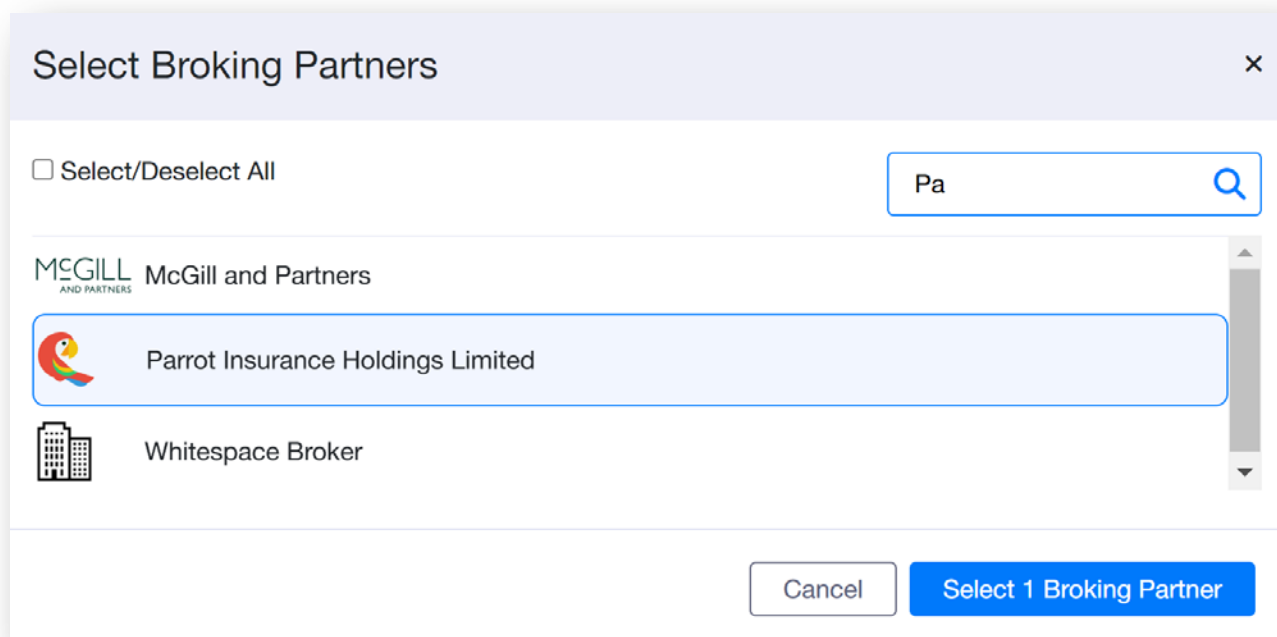 Select Broking Partners
Select/Deselect All
Pa
McGILL
AND PARTNERS
McGill and Partners
Parrot Insurance Holdings Limited
Whitespace Broker
Cancel
Select 1 Broking Partner